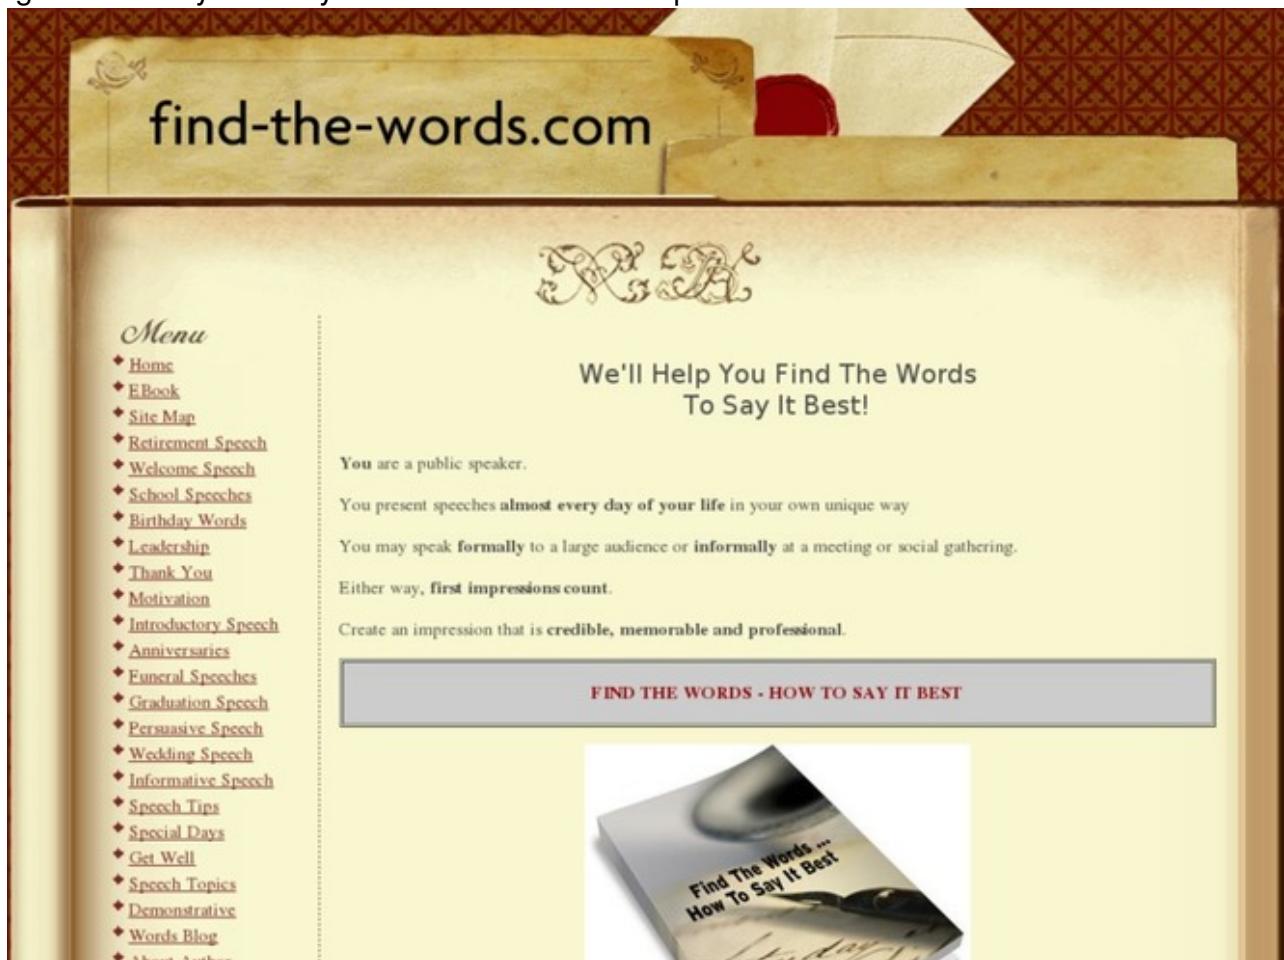 find-the-words.com
Menu
Home
EBook
Site Map
Retirement Speech
Welcome Speech
School Speeches
Birthday Words
Leadership
Thank You
Motivation
Introductory Speech
Anniversaries
Funeral Speeches
Graduation Speech
Persuasive Speech
Wedding Speech
Informative Speech
Speech Tips
Special Days
Get Well
Speech Topics
Demonstrative
Words Blog
About Author
We'll Help You Find The Words
To Say It Best!
You are a public speaker.
You present speeches almost every day of your life in your own unique way
You may speak formally to a large audience or informally at a meeting or social gathering.
Either way, first impressions count.
Create an impression that is credible, memorable and professional.
FIND THE WORDS - HOW TO SAY IT BEST
Find The Words ...
How To Say It Best